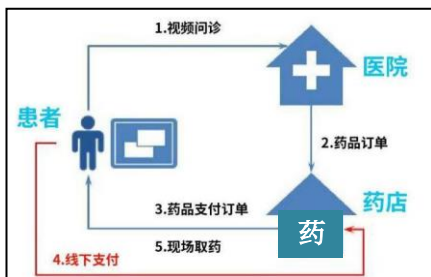 1.视频问诊
医院
患者
2.药品订单
药店
3.药品支付订单
药
4.线下支付
5.现场取药